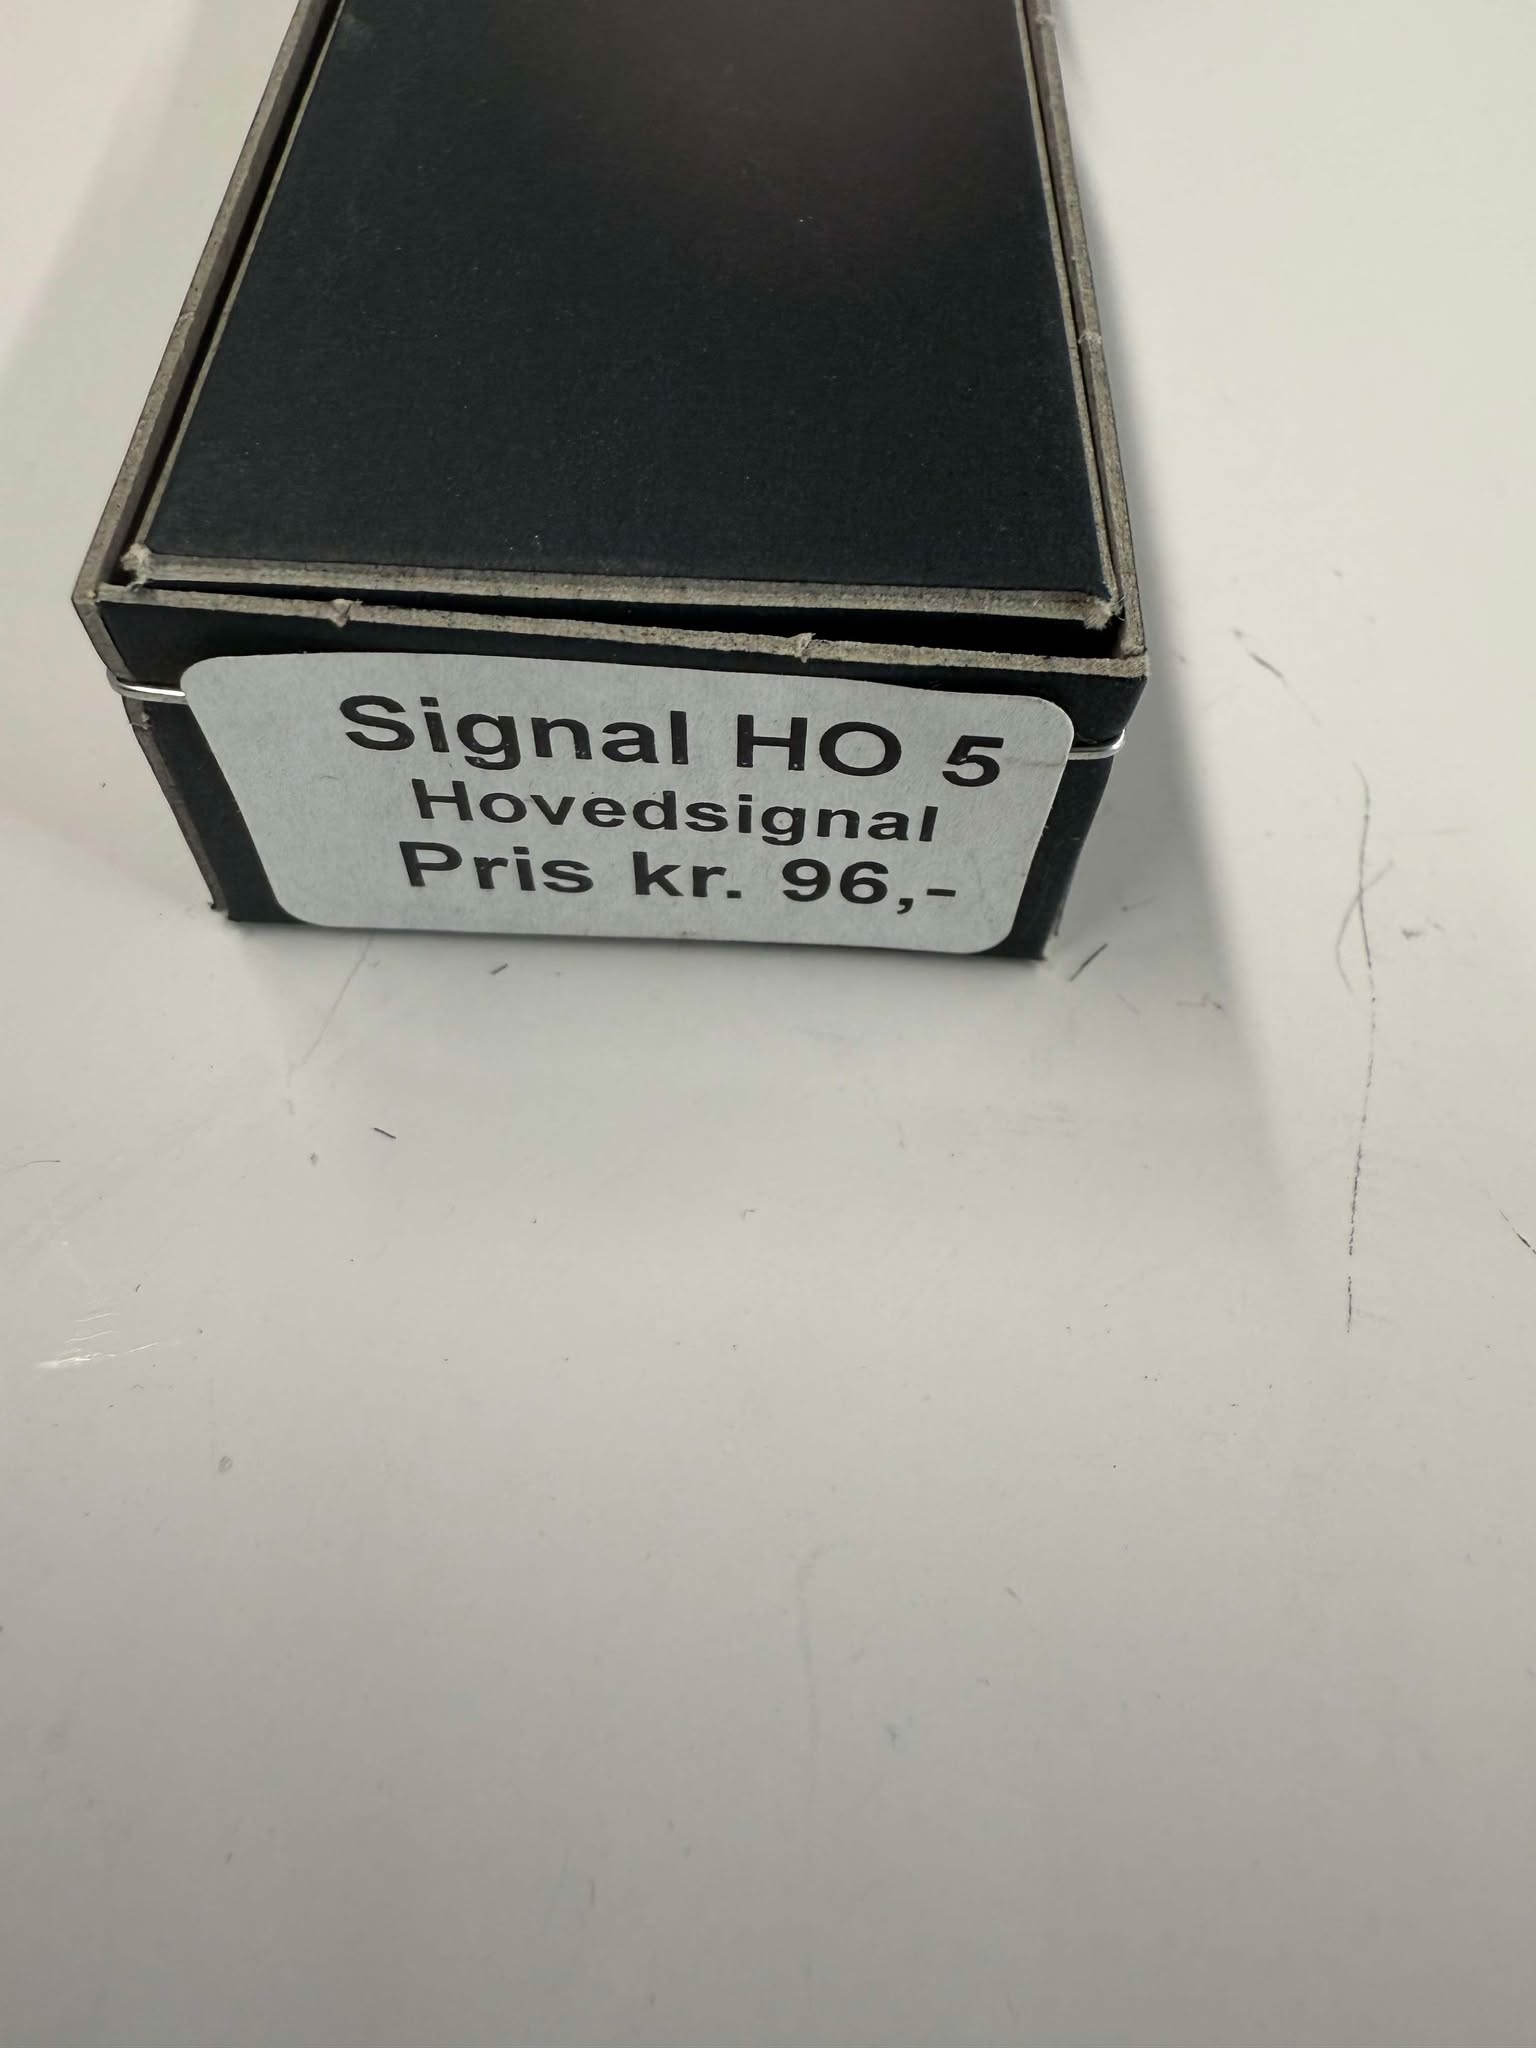 Signal HO 5
Hovedsignal
Pris kr. 96,-